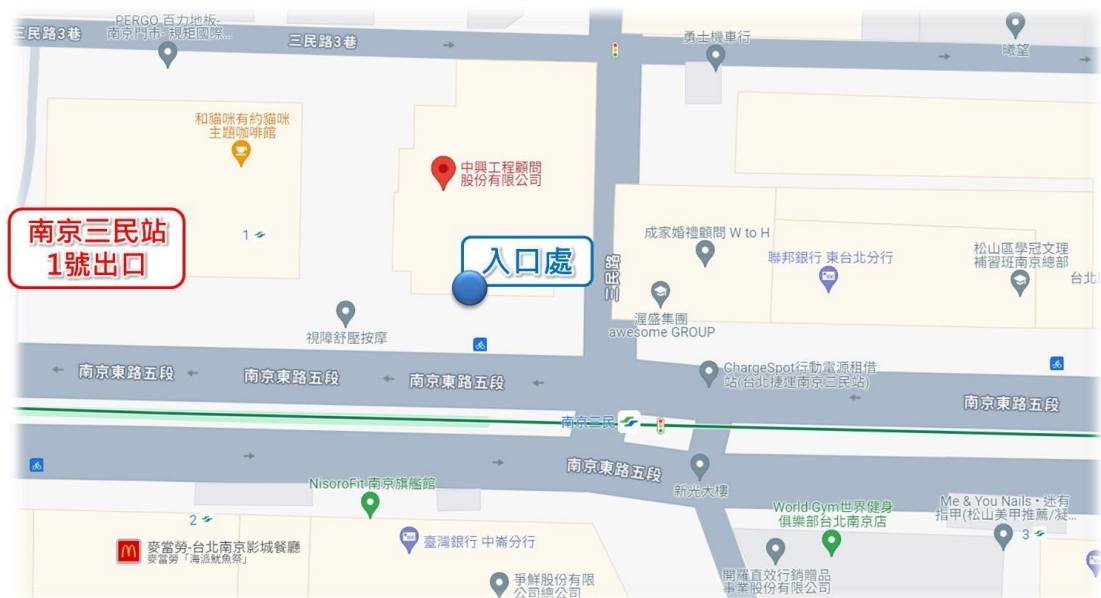 PERGO 百力地板-
南京門市- 規矩國際...
三民路3巷
三民路3巷
勇士機車行
曦望
和貓咪有約貓咪
主題咖啡館
中興工程顧問
股份有限公司
南京三民站
1號出口
1
入口處
成家婚禮顧問 W to H
聯邦銀行 東台北分行
松山區學冠文理
補習班南京總部
台北
三民路
渥盛集團
awesome GROUP
視障舒壓按摩
南京東路五段
南京東路五段
南京東路五段
ChargeSpot行動電源租借
站(台北捷運南京三民站)
南京東路五段
南京三民
南京東路五段
新光大樓
NisoroFit 南京旗艦館
World Gym世界健身
俱樂部台北南京店
Me & You Nails・迷有
指甲(松山美甲推薦/凝...
2
3
麥當勞-台北南京影城餐廳
麥當勞「海派魷魚祭」
臺灣銀行 中崙分行
爭鮮股份有限
公司總公司
開羅直效行銷贈品
事業股份有限公司